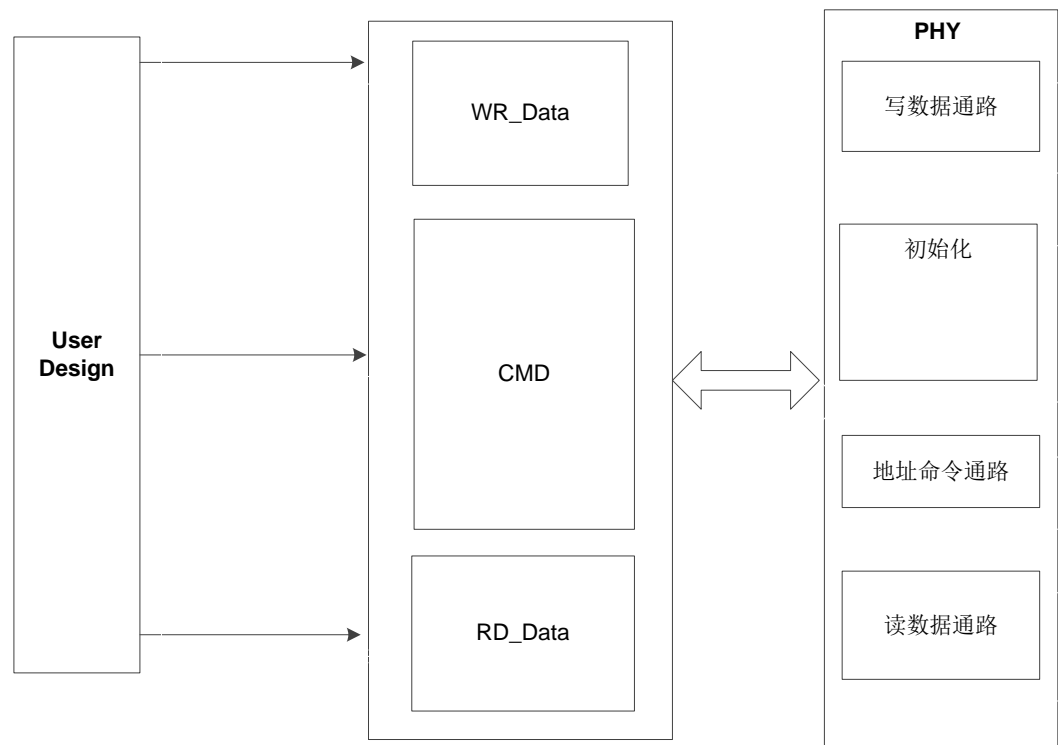 User
Design
WR_Data
CMD
RD_Data
PHY
写数据通路
初始化
地址命令通路
读数据通路